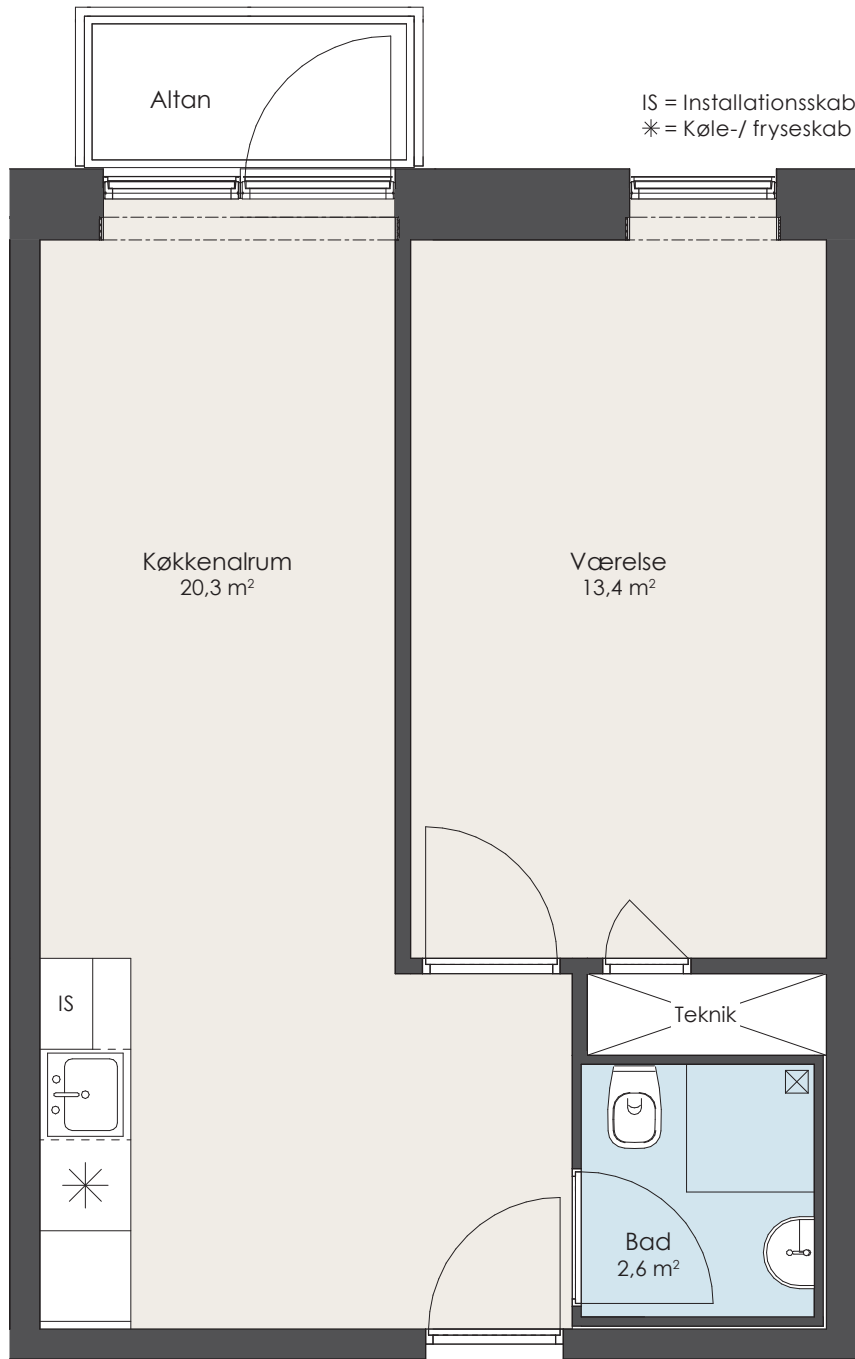 Altan
IS = Installationsskab
✳ = Køle-/ fryseskab
Køkkenalrum
20,3 m²
Værelse
13,4 m²
IS
Teknik
Bad
2,6 m²